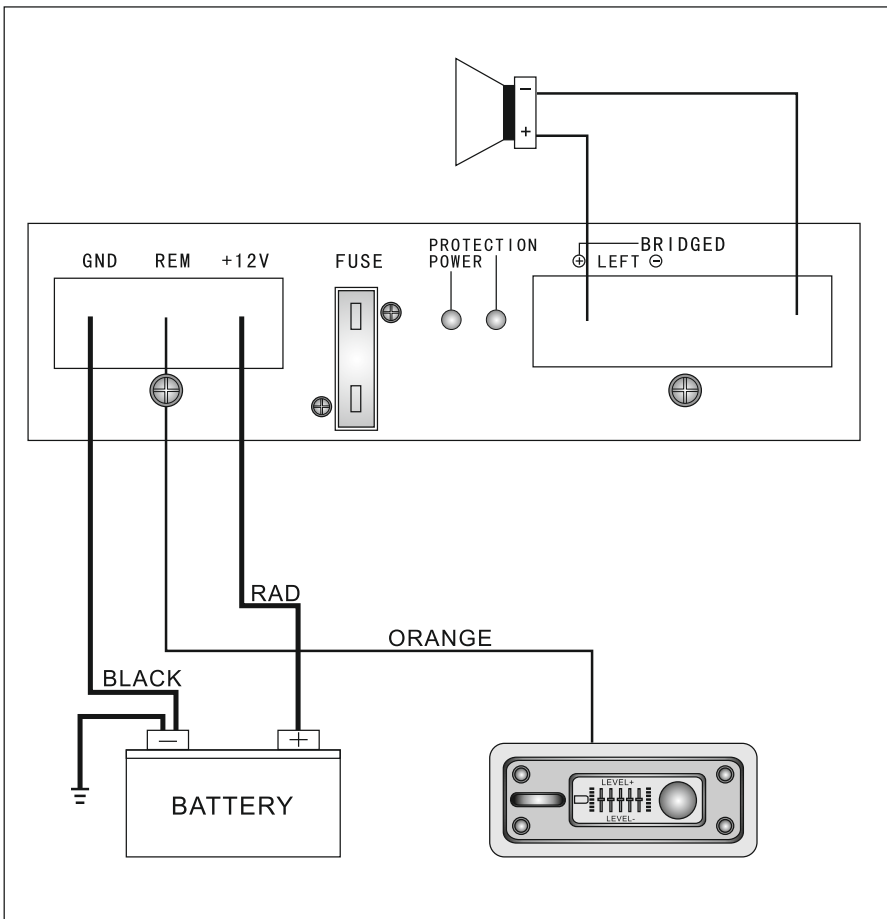 −
+
PROTECTION
POWER
BRIDGED
⊕ LEFT ⊖
GND REM +12V
FUSE
RAD
ORANGE
BLACK
− +
BATTERY
LEVEL+
LEVEL-